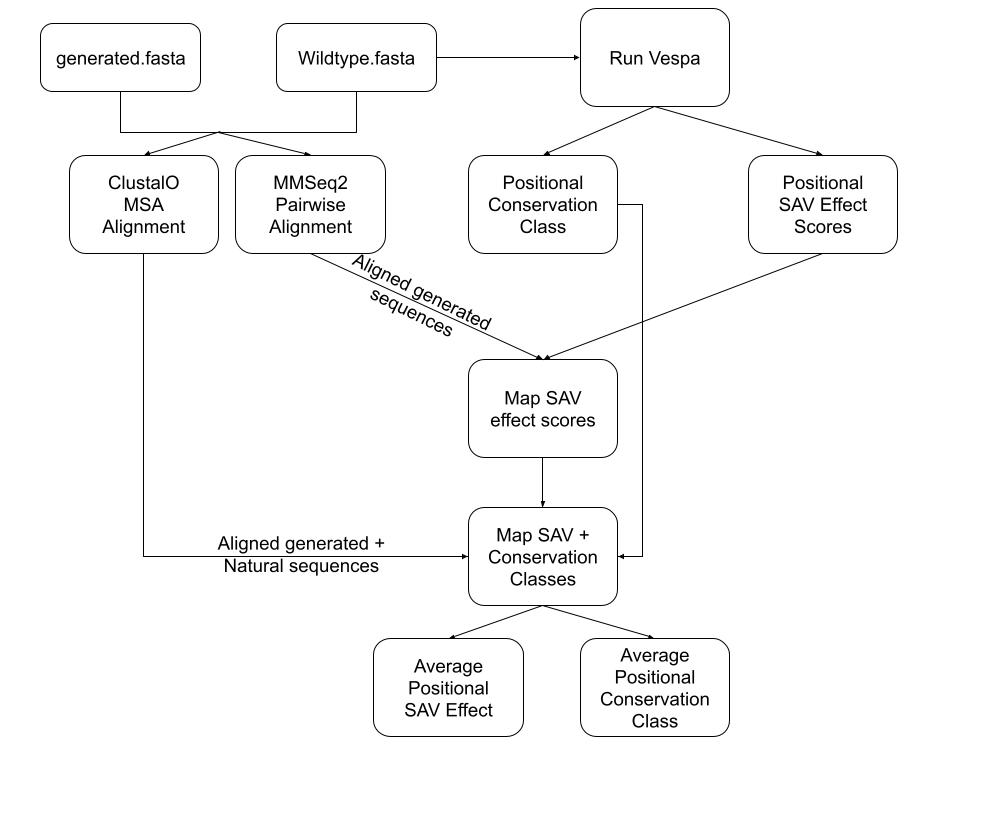 generated.fasta
Wildtype.fasta
Run Vespa
ClustalO
MSA
Alignment
MMSeq2
Pairwise
Alignment
Positional
Conservation
Class
Positional
SAV Effect
Scores
Aligned generated
sequences
Map SAV
effect scores
Aligned generated +
Natural sequences
Map SAV +
Conservation
Classes
Average
Positional
SAV Effect
Average
Positional
Conservation
Class